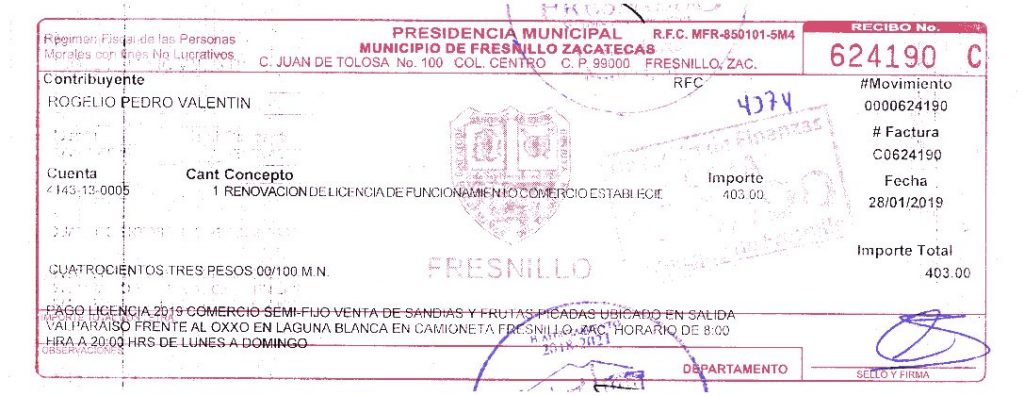 PRESIDENCIA MUNICIPAL R.F.C. MFR-850101-5M4
MUNICIPIO DE FRESNILLO ZACATECAS
C. JUAN DE TOLOSA No. 100 COL. CENTRO C. P. 99000 FRESNILLO, ZAC.
Régimen Fiscal de las Personas
Morales con fines No Lucrativos
RECIBO No.
624190 C
Contribuyente RFC
ROGELIO PEDRO VALENTIN
4374
#Movimiento
0000624190
# Factura
C0624190
Fecha
28/01/2019
Cuenta Cant Concepto Importe
4143-13-0005 1 RENOVACION DE LICENCIA DE FUNCIONAMIENTO COMERCIO ESTABLECIE 403.00
Finanzas
Importe Total
403.00
FRESNILLO
CUATROCIENTOS TRES PESOS 00/100 M.N.
PAGO LICENCIA 2019 COMERCIO SEMI-FIJO VENTA DE SANDIAS Y FRUTAS PICADAS UBICADO EN SALIDA
VALPARAISO FRENTE AL OXXO EN LAGUNA BLANCA EN CAMIONETA FRESNILLO, ZAC. HORARIO DE 8:00
HRA A 20:00 HRS DE LUNES A DOMINGO
OBSERVACIONES
2018-2021
DEPARTAMENTO
SELLO Y FIRMA